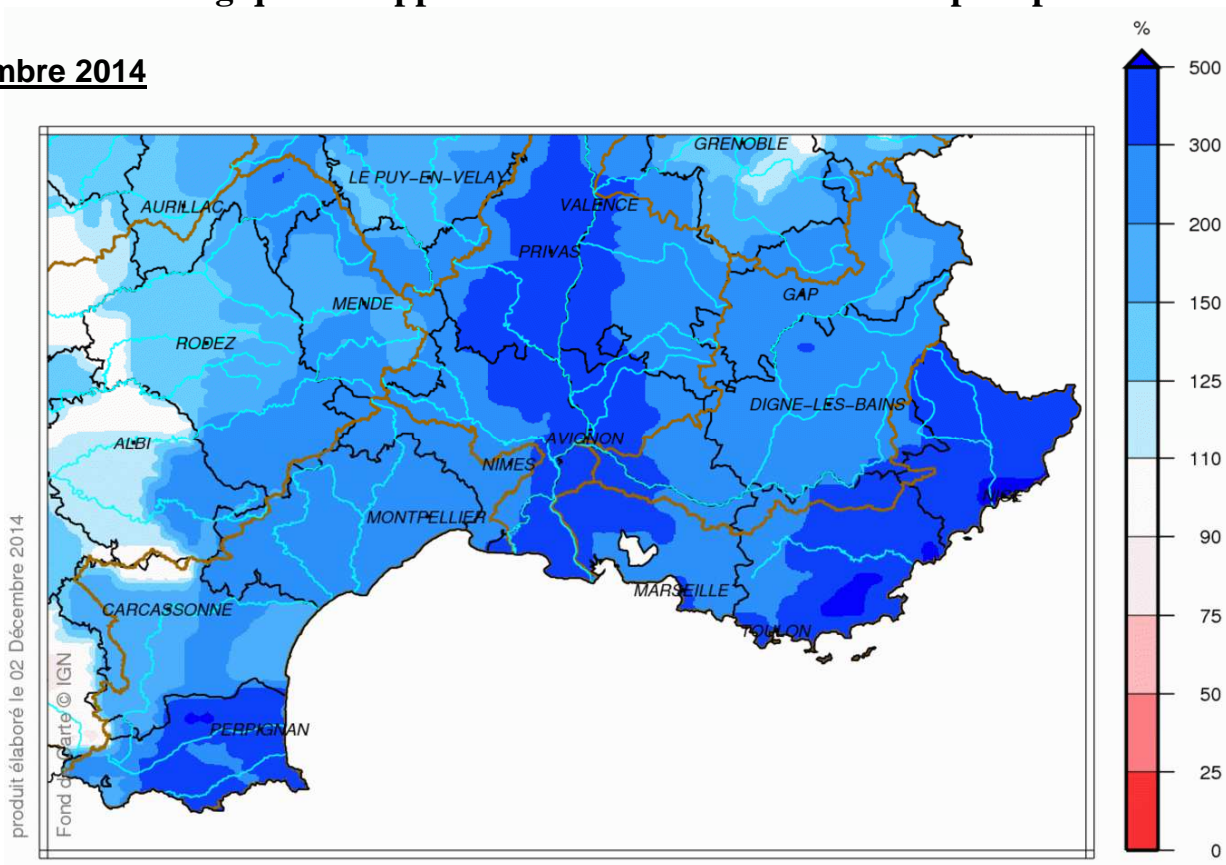 mbre 2014
%
500
300
200
150
125
110
90
75
50
25
0
GRENOBLE
LE PUY–EN–VELAY
AURILLAC
VALENCE
PRIVAS
MENDE
GAP
RODEZ
DIGNE–LES–BAINS
ALBI
AVIGNON
NIMES
NICE
MONTPELLIER
MARSEILLE
CARCASSONNE
TOULON
PERPIGNAN
produit élaboré le 02 Décembre 2014
Fond de Carte © IGN